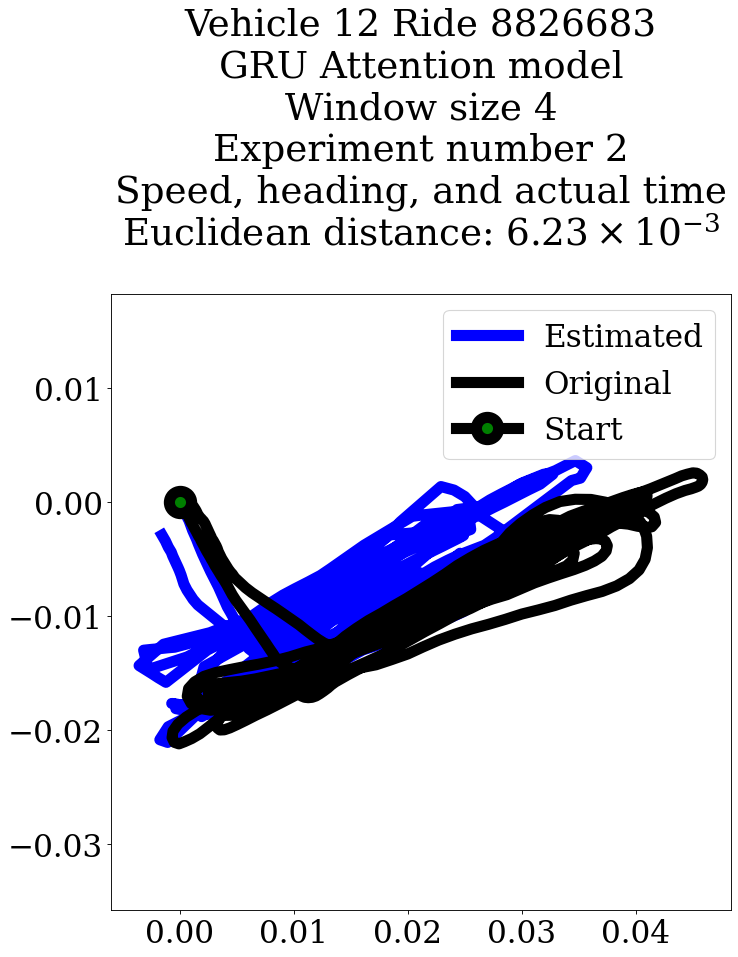 Vehicle 12 Ride 8826683
GRU Attention model
Window size 4
Experiment number 2
Speed, heading, and actual time
Euclidean distance: 6.23 × 10⁻³
Estimated
Original
Start
0.01
0.00
−0.01
−0.02
−0.03
0.00 0.01 0.02 0.03 0.04